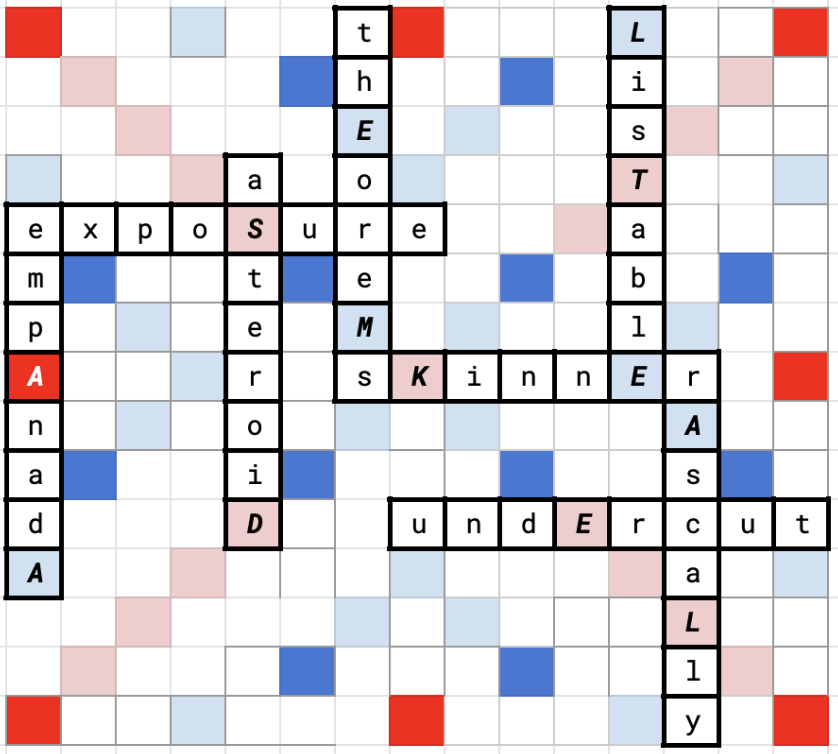 thEoreMs
LisTablE
aSteroiD
expoSure
empAnadA
sKinnEr
rAscaLly
undErcut